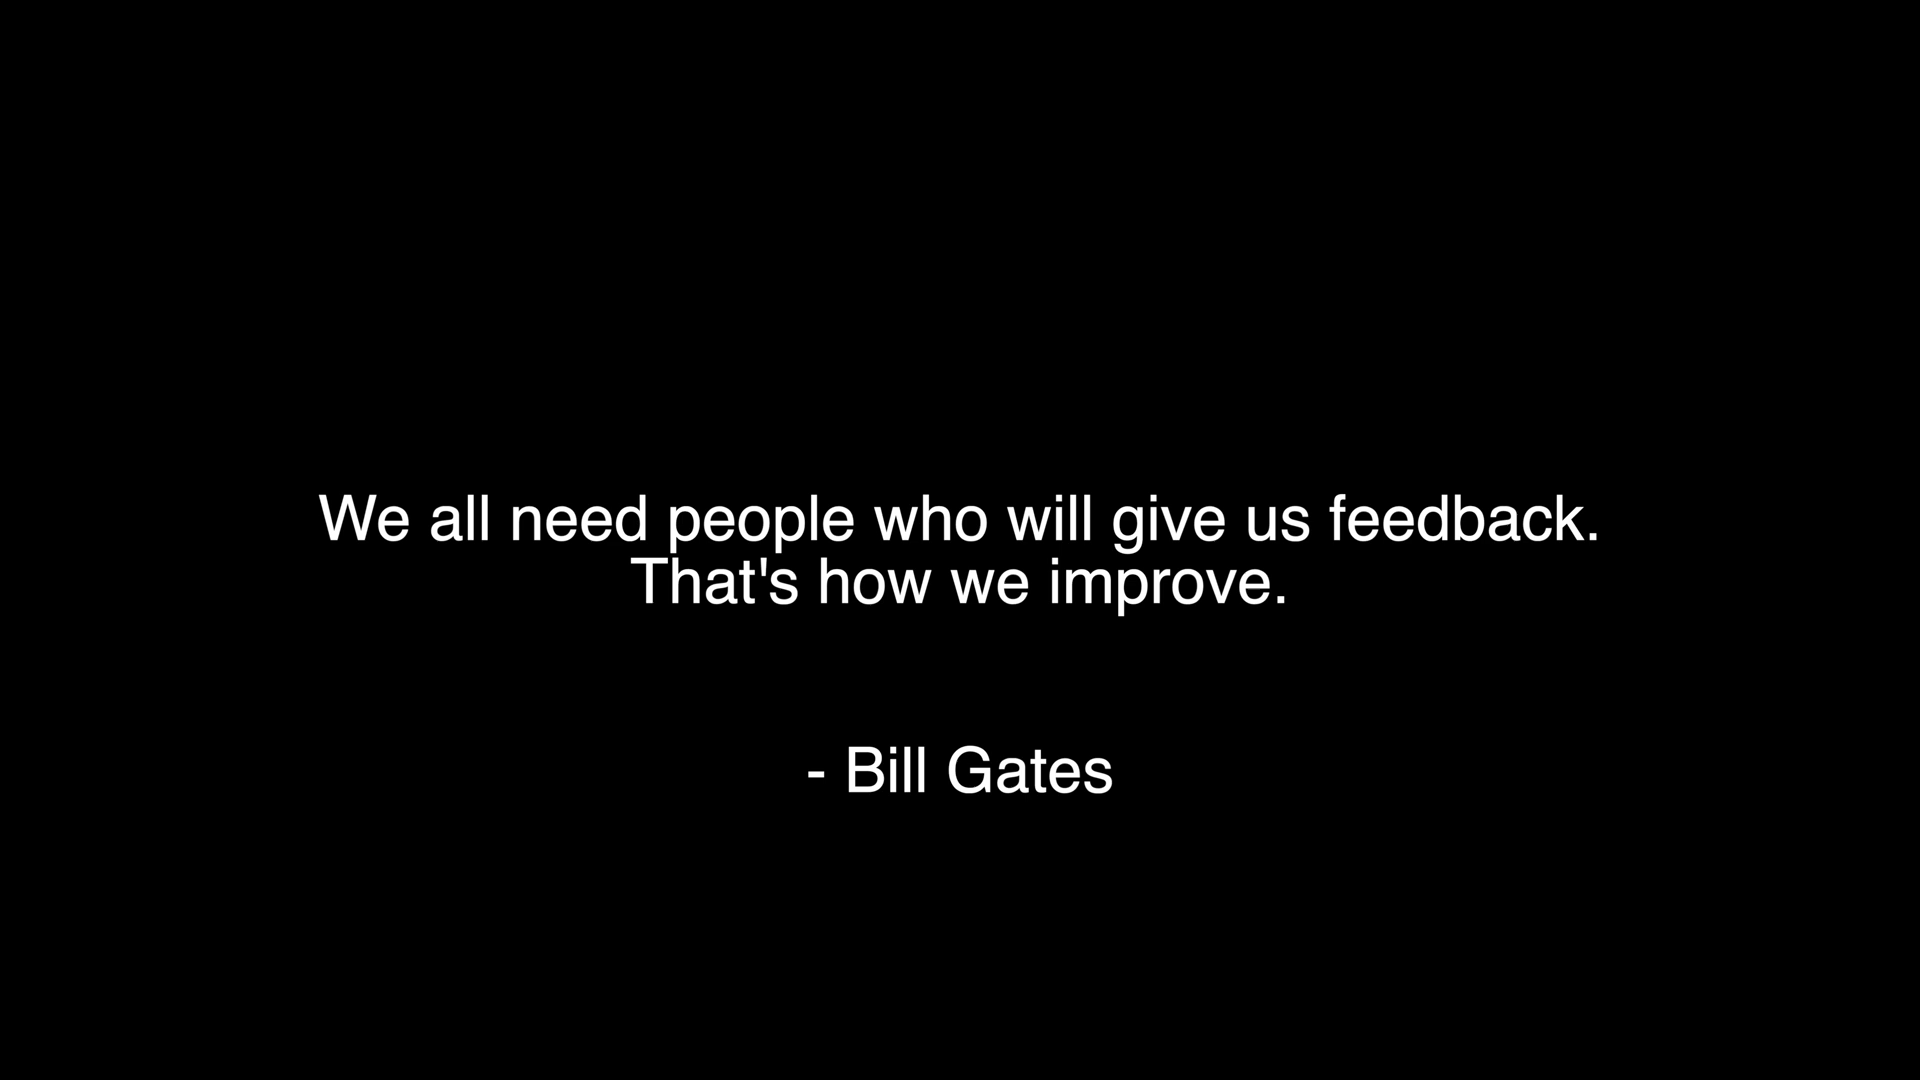 We all need people who will give us feedback.
That's how we improve.
- Bill Gates